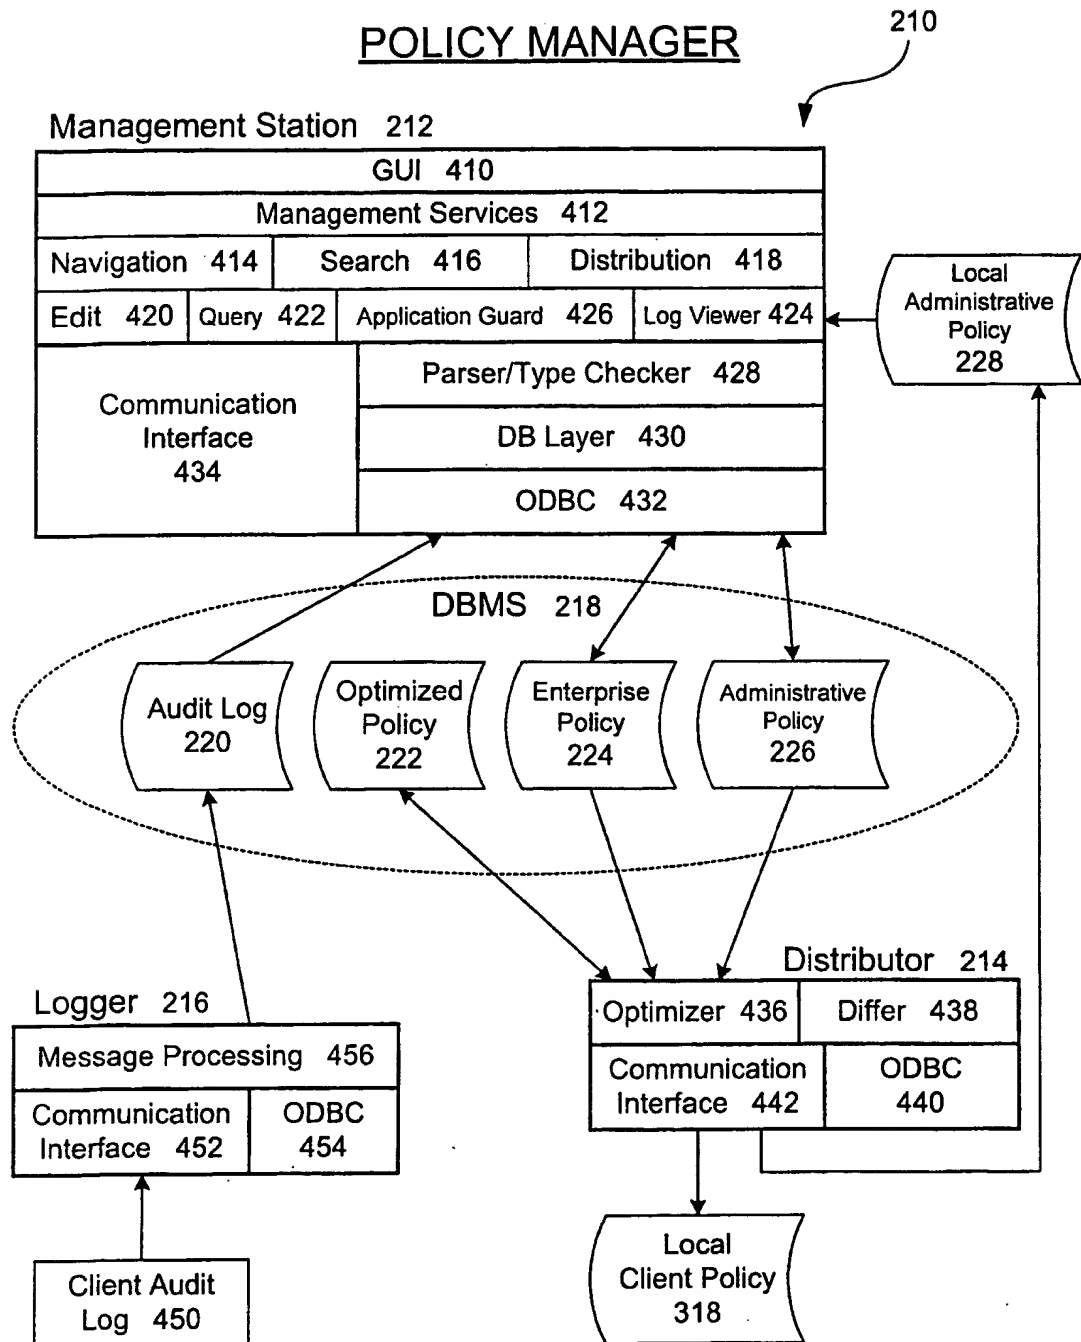 210
POLICY MANAGER
Management Station 212
GUI 410
Management Services 412
Navigation 414
Search 416
Distribution 418
Edit 420
Query 422
Application Guard 426
Log Viewer 424
Local
Administrative
Policy
228
Communication
Interface
434
Parser/Type Checker 428
DB Layer 430
ODBC 432
DBMS 218
Audit Log
220
Optimized
Policy
222
Enterprise
Policy
224
Administrative
Policy
226
Distributor 214
Optimizer 436
Differ 438
Communication
Interface 442
ODBC
440
Logger 216
Message Processing 456
Communication
Interface 452
ODBC
454
Client Audit
Log 450
Local
Client Policy
318